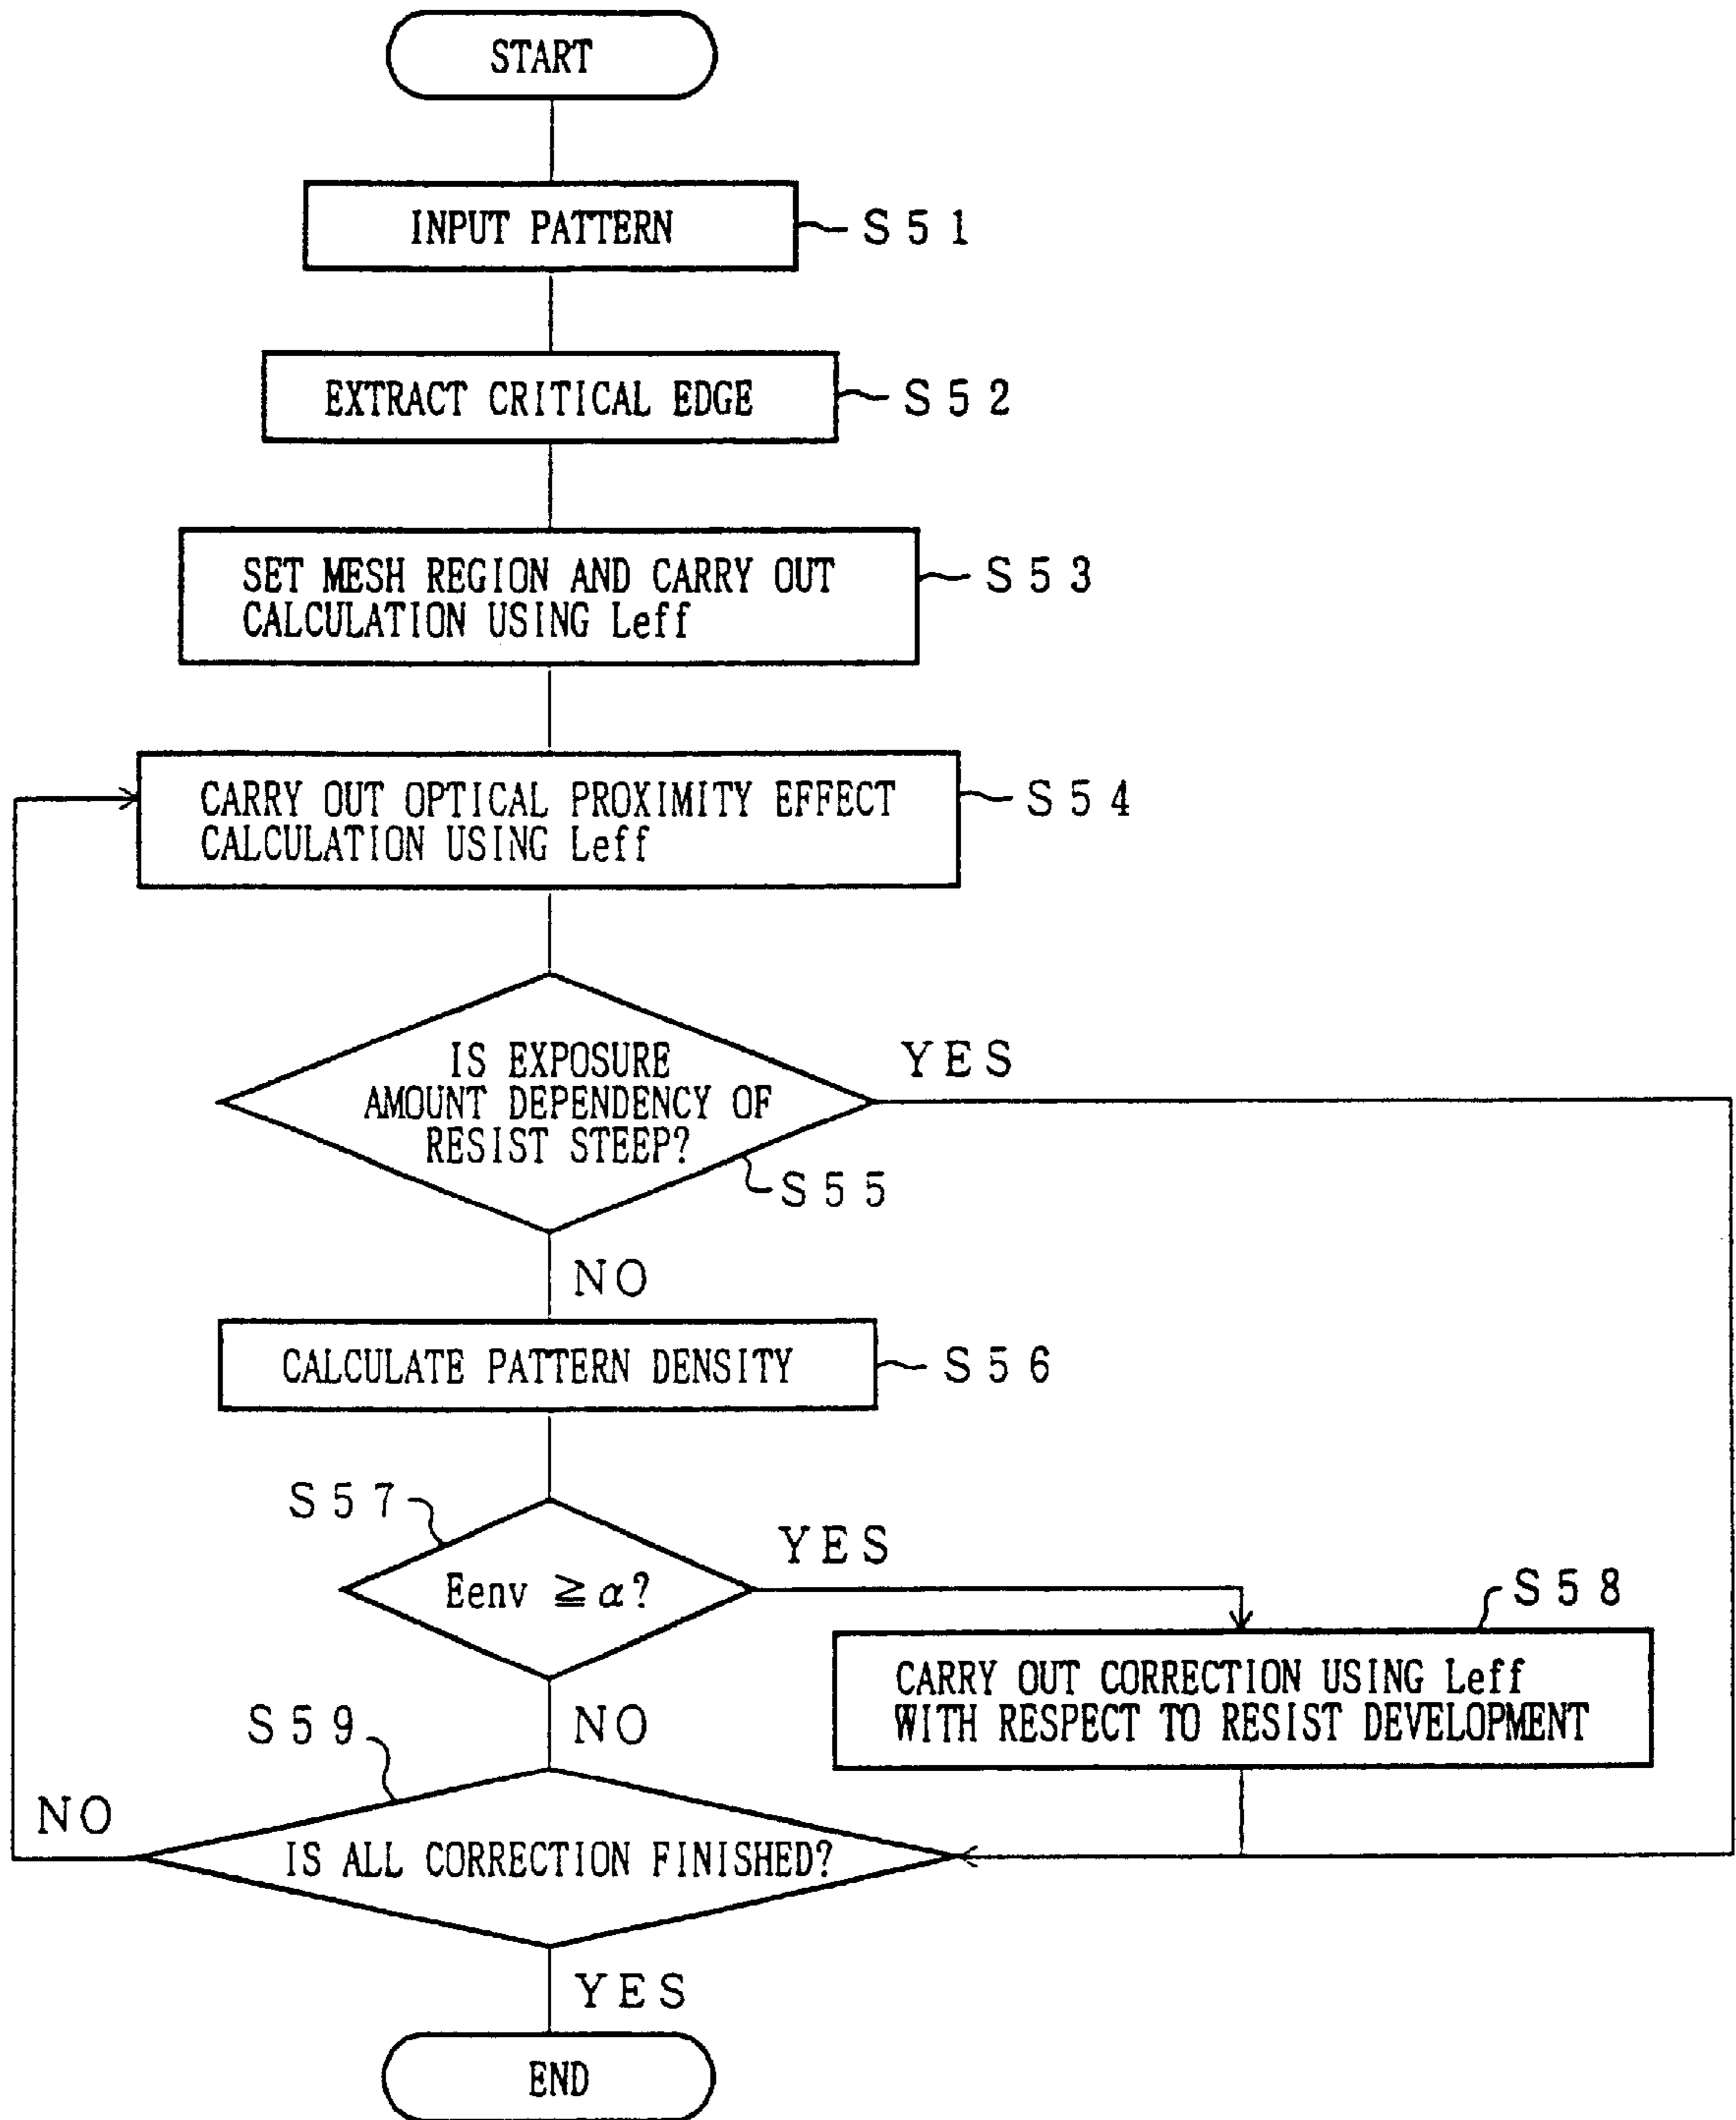 START
INPUT PATTERN
S51
EXTRACT CRITICAL EDGE
S52
SET MESH REGION AND CARRY OUT
CALCULATION USING Leff
S53
CARRY OUT OPTICAL PROXIMITY EFFECT
CALCULATION USING Leff
S54
IS EXPOSURE
AMOUNT DEPENDENCY OF
RESIST STEEP?
YES
S55
NO
CALCULATE PATTERN DENSITY
S56
S57
Eenv ≧ α?
YES
S58
CARRY OUT CORRECTION USING Leff
WITH RESPECT TO RESIST DEVELOPMENT
NO
S59
NO
IS ALL CORRECTION FINISHED?
YES
END